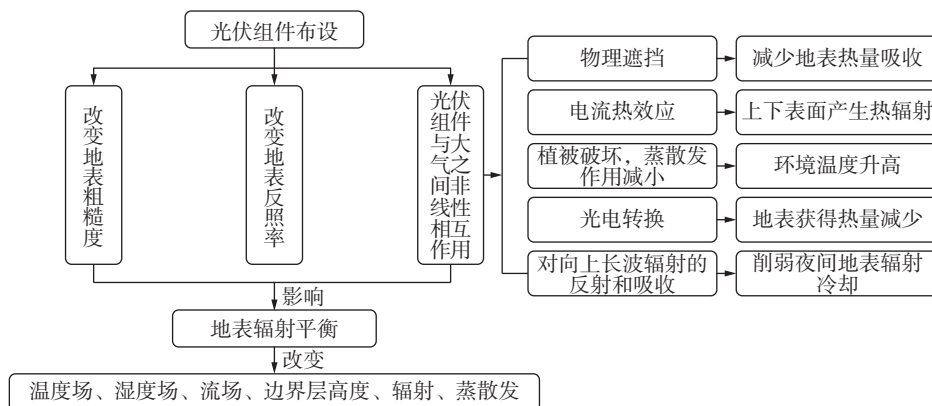 光伏组件布设
改变地表粗糙度
改变地表反照率
光伏组件与大气之间非线性相互作用
物理遮挡
减少地表热量吸收
电流热效应
上下表面产生热辐射
植被破坏，蒸散发
作用减小
环境温度升高
光电转换
地表获得热量减少
对向上长波辐射的
反射和吸收
削弱夜间地表辐射
冷却
影响
地表辐射平衡
改变
温度场、湿度场、流场、边界层高度、辐射、蒸散发